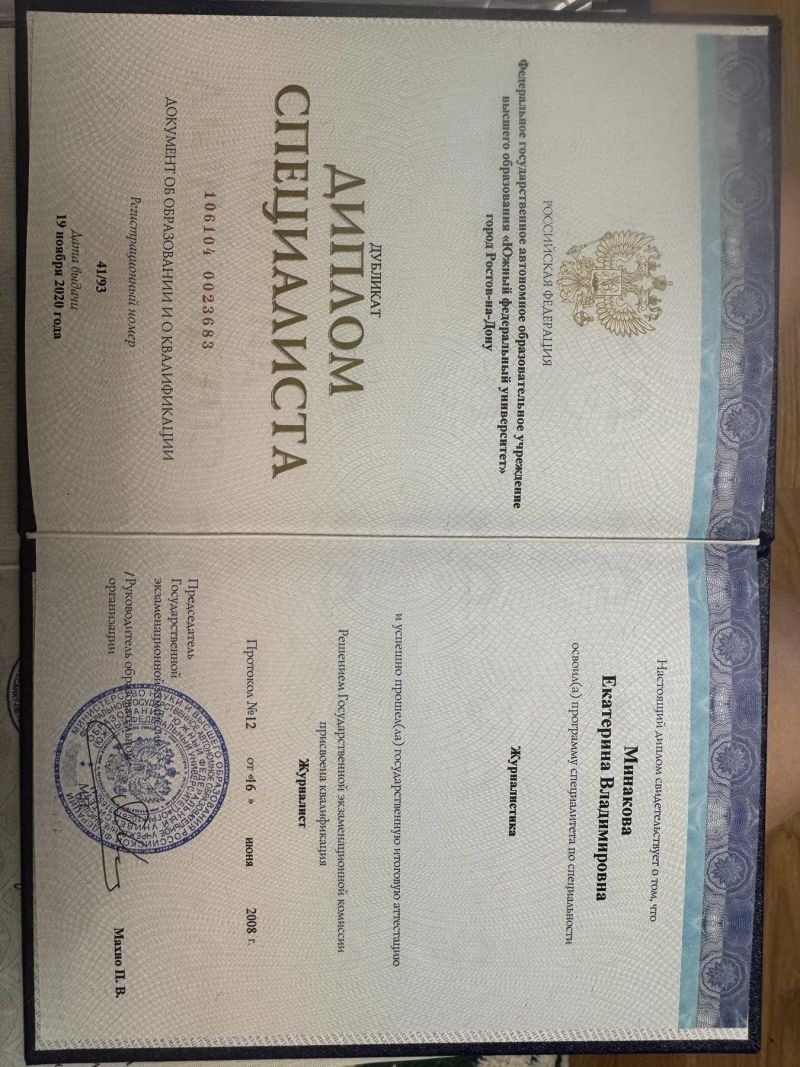 РОССИЙСКАЯ ФЕДЕРАЦИЯ
Федеральное государственное автономное образовательное учреждение
высшего образования «Южный федеральный университет»
город Ростов-на-Дону
ДУБЛИКАТ
ДИПЛОМ
СПЕЦИАЛИСТА
106104 0023683
ДОКУМЕНТ ОБ ОБРАЗОВАНИИ И О КВАЛИФИКАЦИИ
Регистрационный номер
41/93
Дата выдачи
19 ноября 2020 года
Настоящий диплом свидетельствует о том, что
Минакова
Екатерина Владимировна
освоил(а) программу специалитета по специальности
Журналистика
и успешно прошел(ла) государственную итоговую аттестацию
Решением Государственной экзаменационной комиссии
присвоена квалификация
Журналист
Протокол №12 от «16 » июня 2008 г.
Председатель
Государственной
экзаменационной
/ Руководитель
организации
Махно П. В.